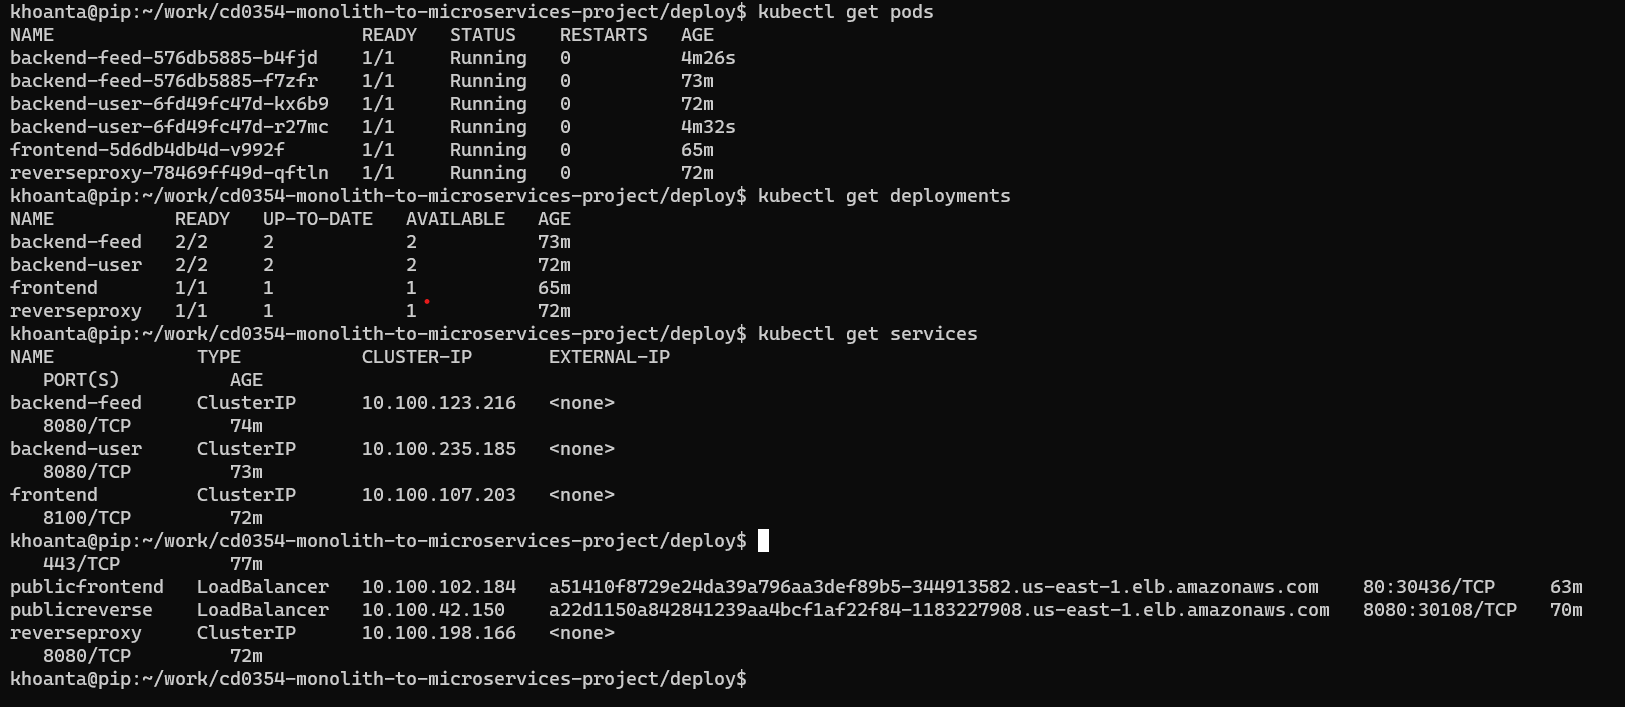 khoanta@pip:~/work/cd0354-monolith-to-microservices-project/deploy$ kubectl get pods
NAME                            READY   STATUS    RESTARTS   AGE
backend-feed-576db5885-b4fjd    1/1     Running   0          4m26s
backend-feed-576db5885-f7zfr    1/1     Running   0          73m
backend-user-6fd49fc47d-kx6b9   1/1     Running   0          72m
backend-user-6fd49fc47d-r27mc   1/1     Running   0          4m32s
frontend-5d6db4db4d-v992f       1/1     Running   0          65m
reverseproxy-78469ff49d-qftln   1/1     Running   0          72m
khoanta@pip:~/work/cd0354-monolith-to-microservices-project/deploy$ kubectl get deployments
NAME           READY   UP-TO-DATE   AVAILABLE   AGE
backend-feed   2/2     2            2           73m
backend-user   2/2     2            2           72m
frontend       1/1     1            1           65m
reverseproxy   1/1     1            1           72m
khoanta@pip:~/work/cd0354-monolith-to-microservices-project/deploy$ kubectl get services
NAME             TYPE           CLUSTER-IP       EXTERNAL-IP
   PORT(S)          AGE
backend-feed     ClusterIP      10.100.123.216   <none>
   8080/TCP         74m
backend-user     ClusterIP      10.100.235.185   <none>
   8080/TCP         73m
frontend         ClusterIP      10.100.107.203   <none>
   8100/TCP         72m
khoanta@pip:~/work/cd0354-monolith-to-microservices-project/deploy$
   443/TCP          77m
publicfrontend   LoadBalancer   10.100.102.184   a51410f8729e24da39a796aa3def89b5-344913582.us-east-1.elb.amazonaws.com    80:30436/TCP     63m
publicreverse    LoadBalancer   10.100.42.150    a22d1150a842841239aa4bcf1af22f84-1183227908.us-east-1.elb.amazonaws.com   8080:30108/TCP   70m
reverseproxy     ClusterIP      10.100.198.166   <none>
   8080/TCP         72m
khoanta@pip:~/work/cd0354-monolith-to-microservices-project/deploy$